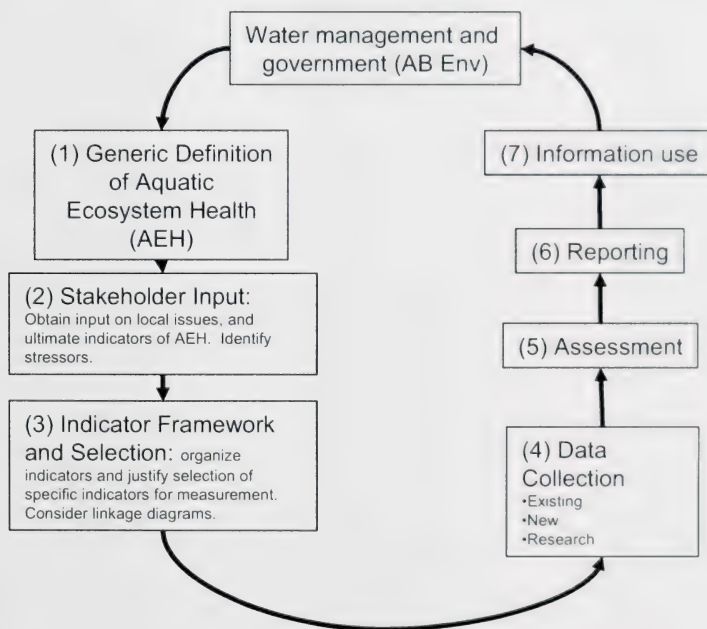 Water management and
government (AB Env)
(1) Generic Definition
of Aquatic
Ecosystem Health
(AEH)
(2) Stakeholder Input:
Obtain input on local issues, and
ultimate indicators of AEH. Identify
stressors.
(3) Indicator Framework
and Selection: organize
indicators and justify selection of
specific indicators for measurement.
Consider linkage diagrams.
(4) Data
Collection
•Existing
•New
•Research
(5) Assessment
(6) Reporting
(7) Information use